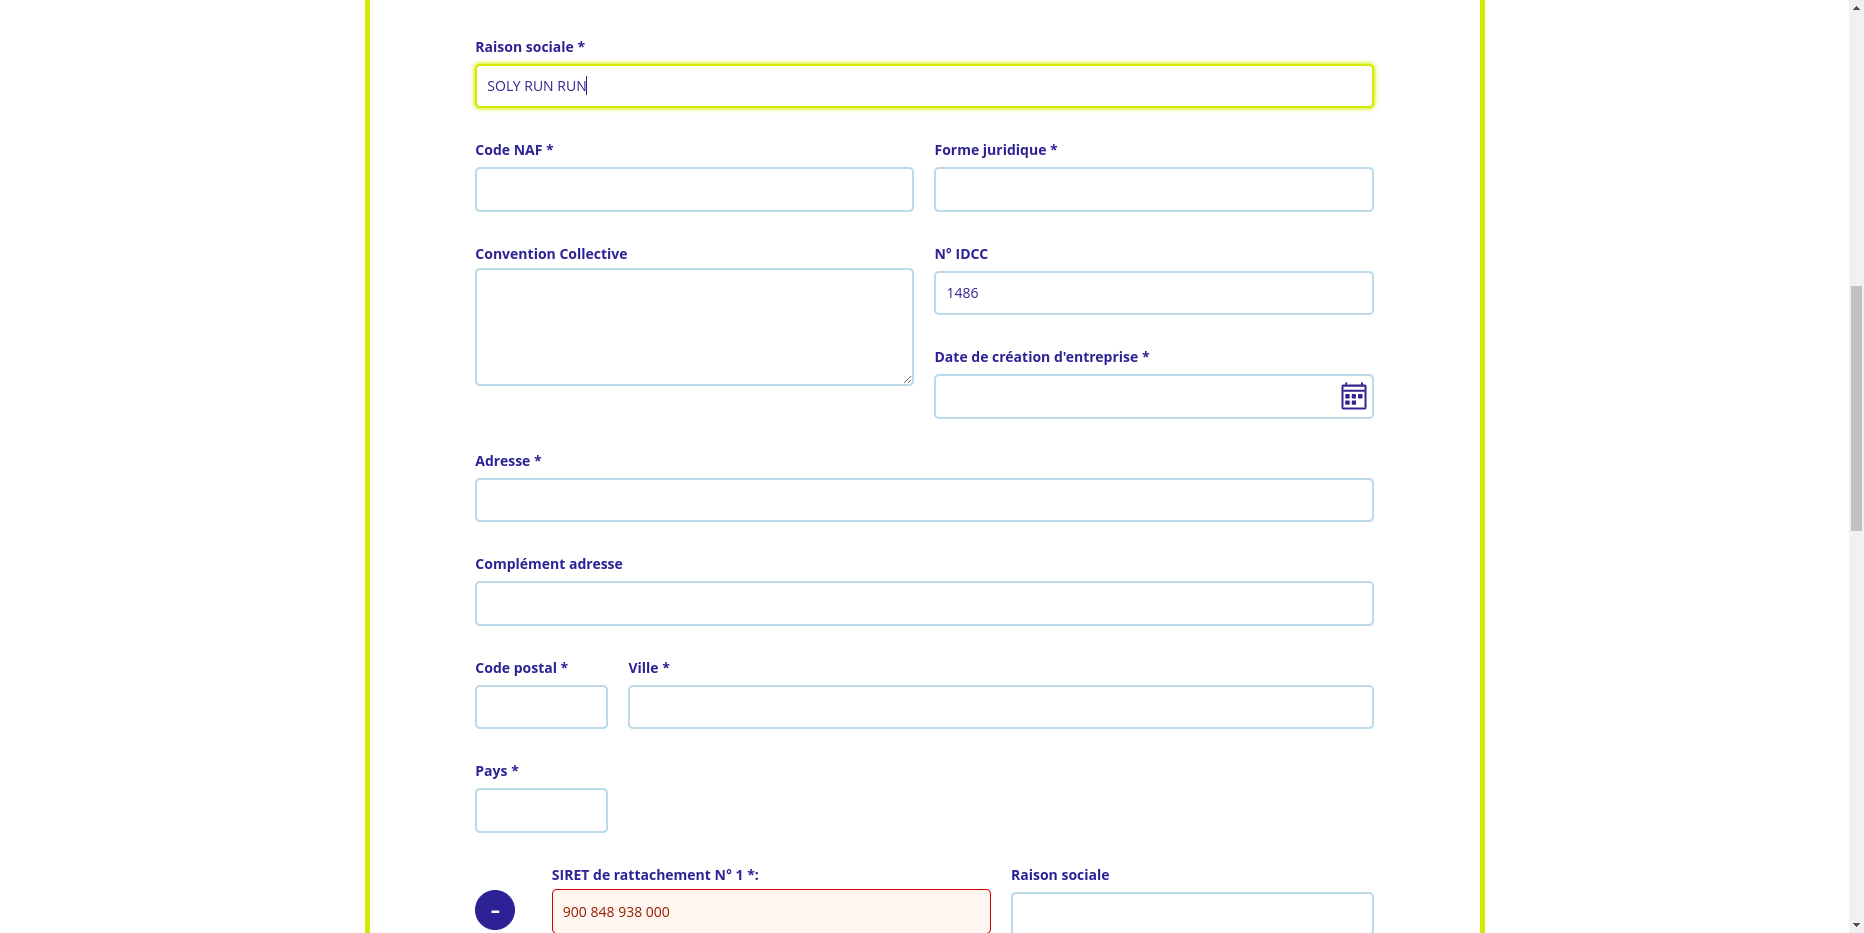 Raison sociale *
SOLY RUN RUN
Code NAF *
Forme juridique *
Convention Collective
N° IDCC
1486
Date de création d'entreprise *
Adresse *
Complément adresse
Code postal *
Ville *
Pays *
SIRET de rattachement N° 1 *:
Raison sociale
-
900 848 938 000